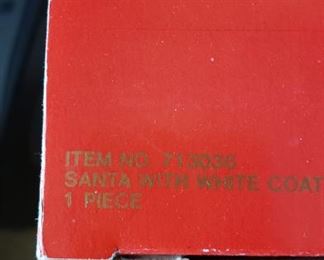 ITEM NO. 713036
SANTA WITH WHITE COAT
1 PIECE